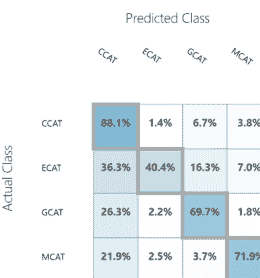 Predicted Class
CCAT ECAT GCAT MCAT
Actual Class
CCAT 88.1% 1.4% 6.7% 3.8%
ECAT 36.3% 40.4% 16.3% 7.0%
GCAT 26.3% 2.2% 69.7% 1.8%
MCAT 21.9% 2.5% 3.7% 71.9%